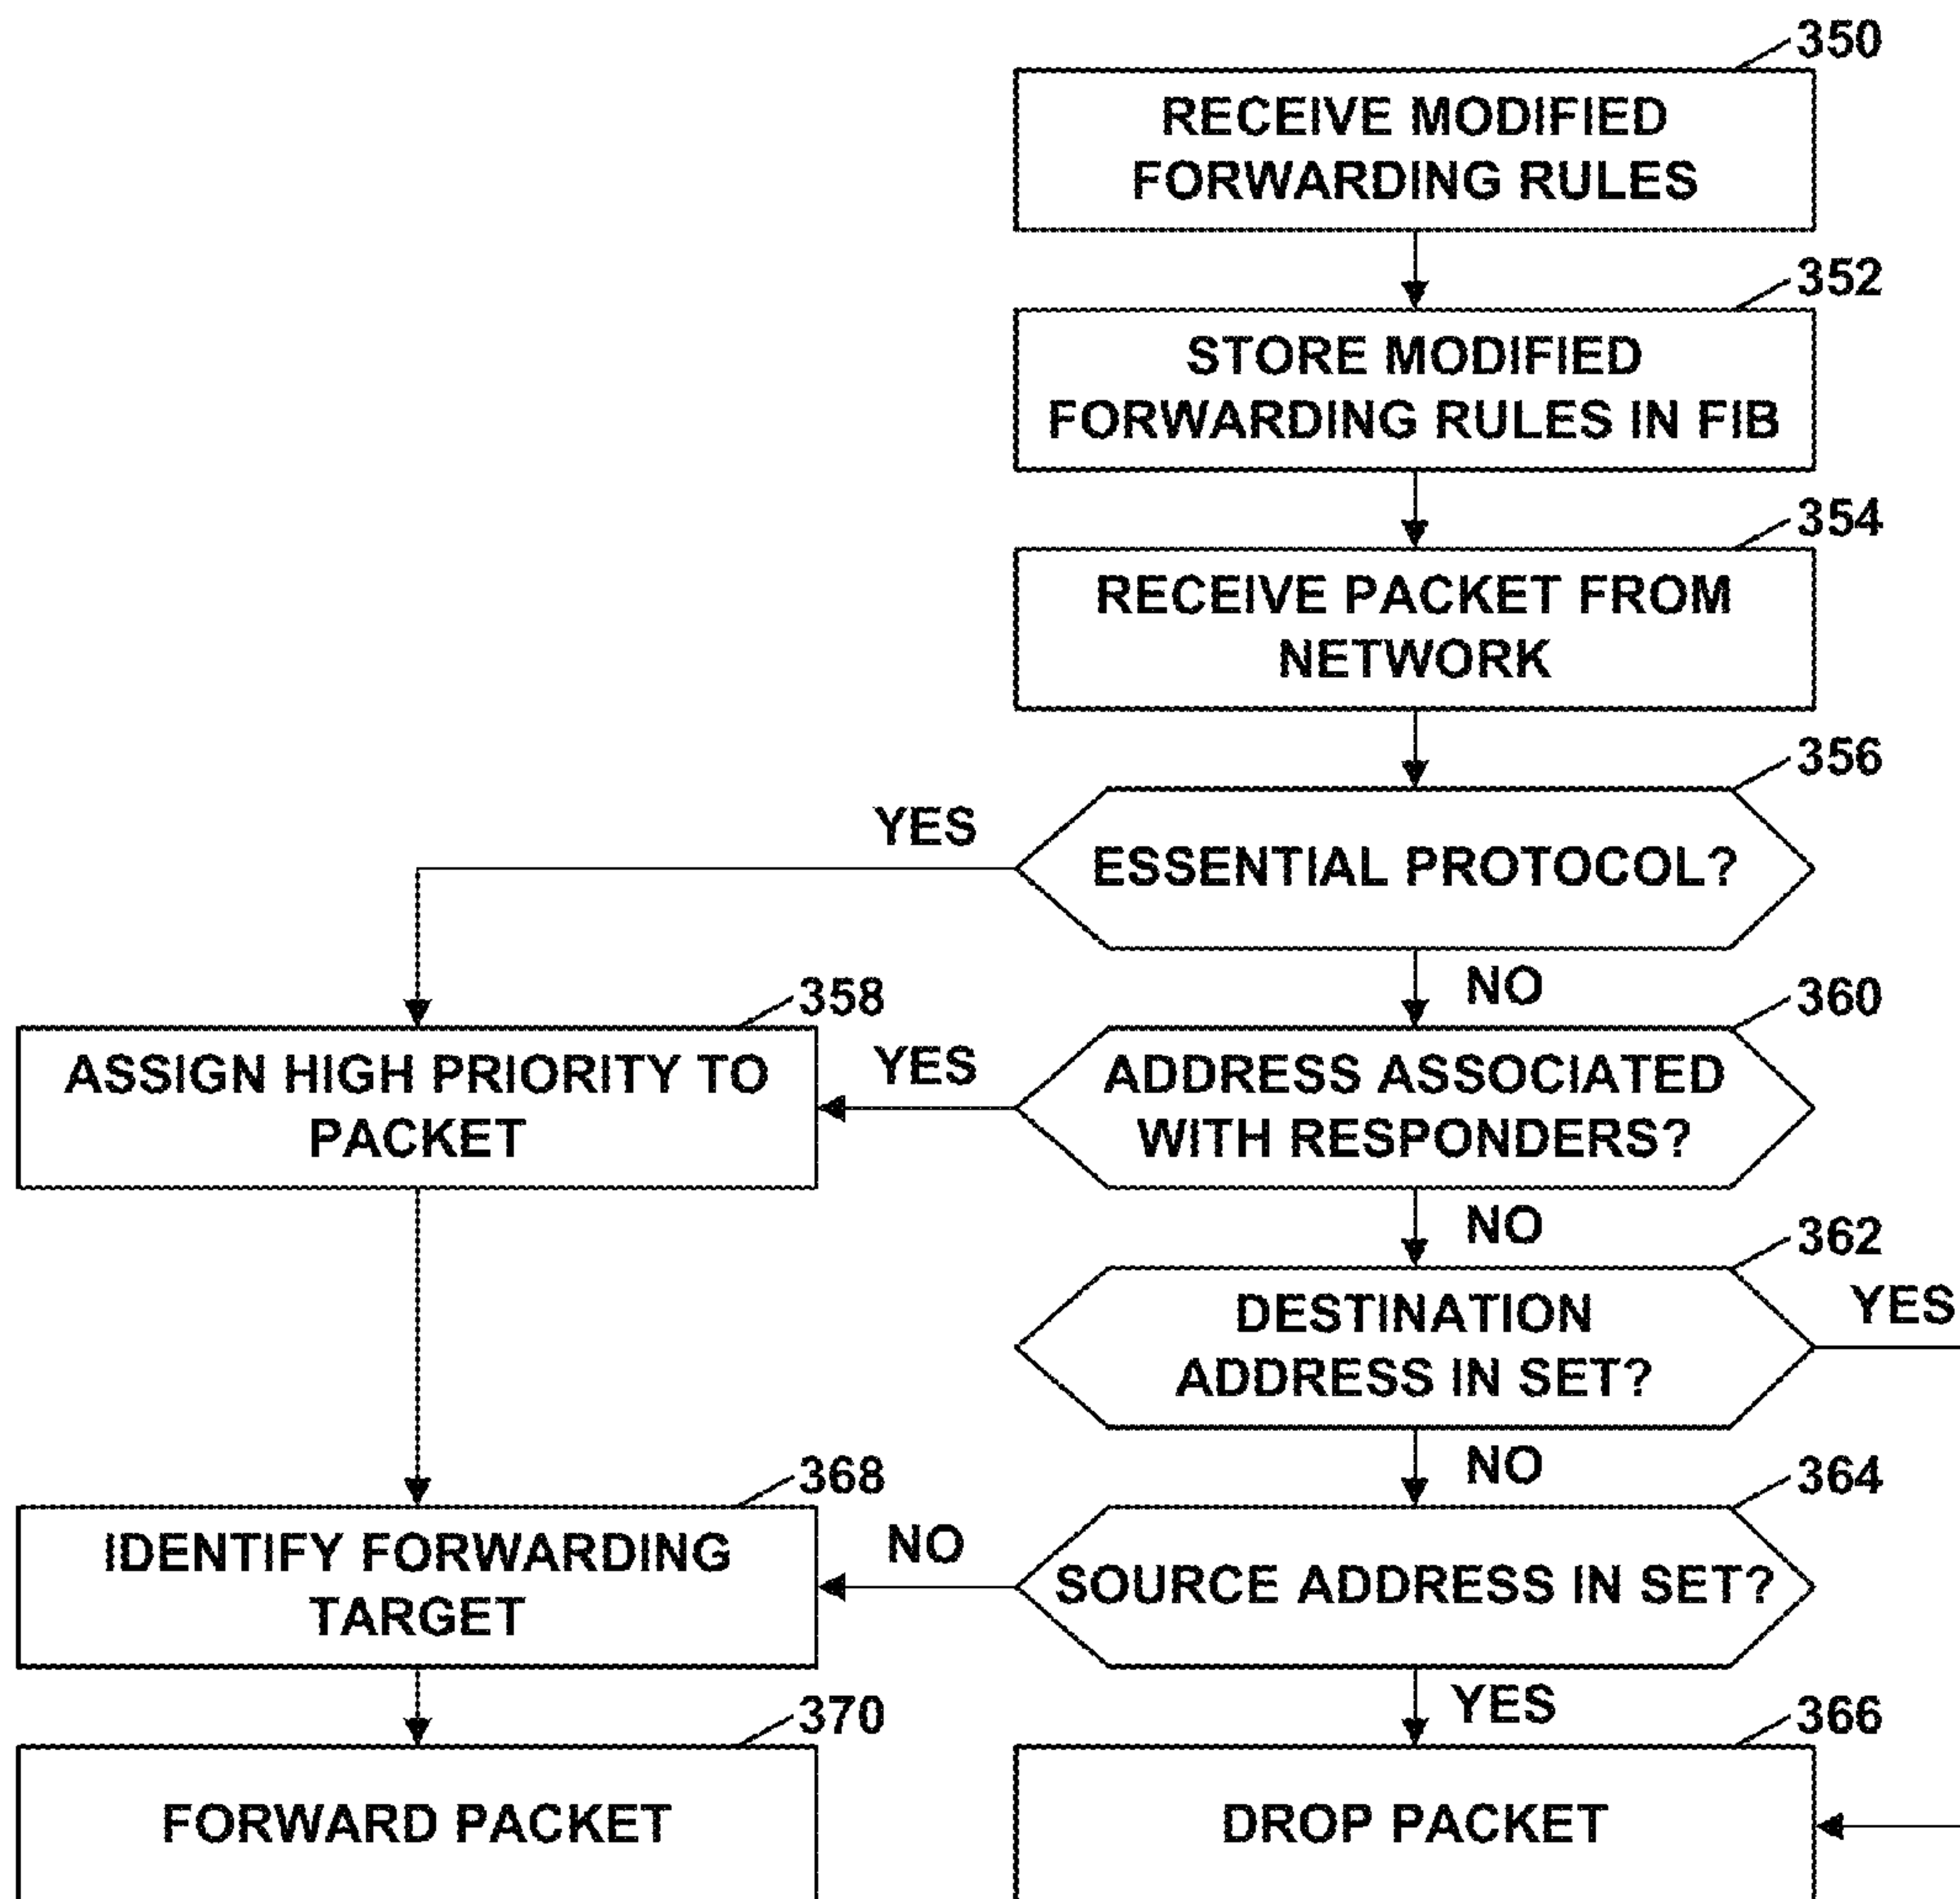 350
RECEIVE MODIFIED
FORWARDING RULES
352
STORE MODIFIED
FORWARDING RULES IN FIB
354
RECEIVE PACKET FROM
NETWORK
356
YES
ESSENTIAL PROTOCOL?
NO
358
ASSIGN HIGH PRIORITY TO
PACKET
YES
360
ADDRESS ASSOCIATED
WITH RESPONDERS?
NO
362
DESTINATION
ADDRESS IN SET?
YES
NO
364
SOURCE ADDRESS IN SET?
NO
368
IDENTIFY FORWARDING
TARGET
YES
370
FORWARD PACKET
366
DROP PACKET